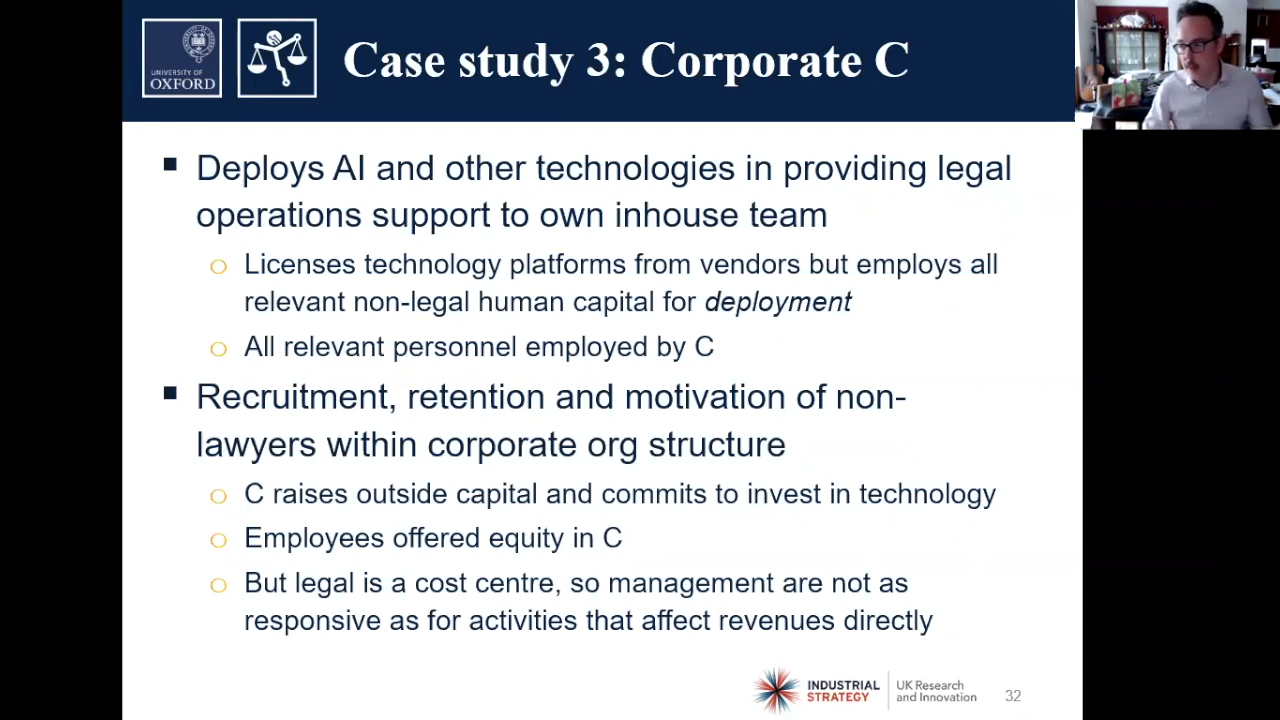 UNIVERSITY OF
OXFORD
Case study 3: Corporate C
Deploys AI and other technologies in providing legal
operations support to own inhouse team
Licenses technology platforms from vendors but employs all
relevant non-legal human capital for deployment
All relevant personnel employed by C
Recruitment, retention and motivation of non-
lawyers within corporate org structure
C raises outside capital and commits to invest in technology
Employees offered equity in C
But legal is a cost centre, so management are not as
responsive as for activities that affect revenues directly
INDUSTRIAL
STRATEGY
UK Research
and Innovation
32